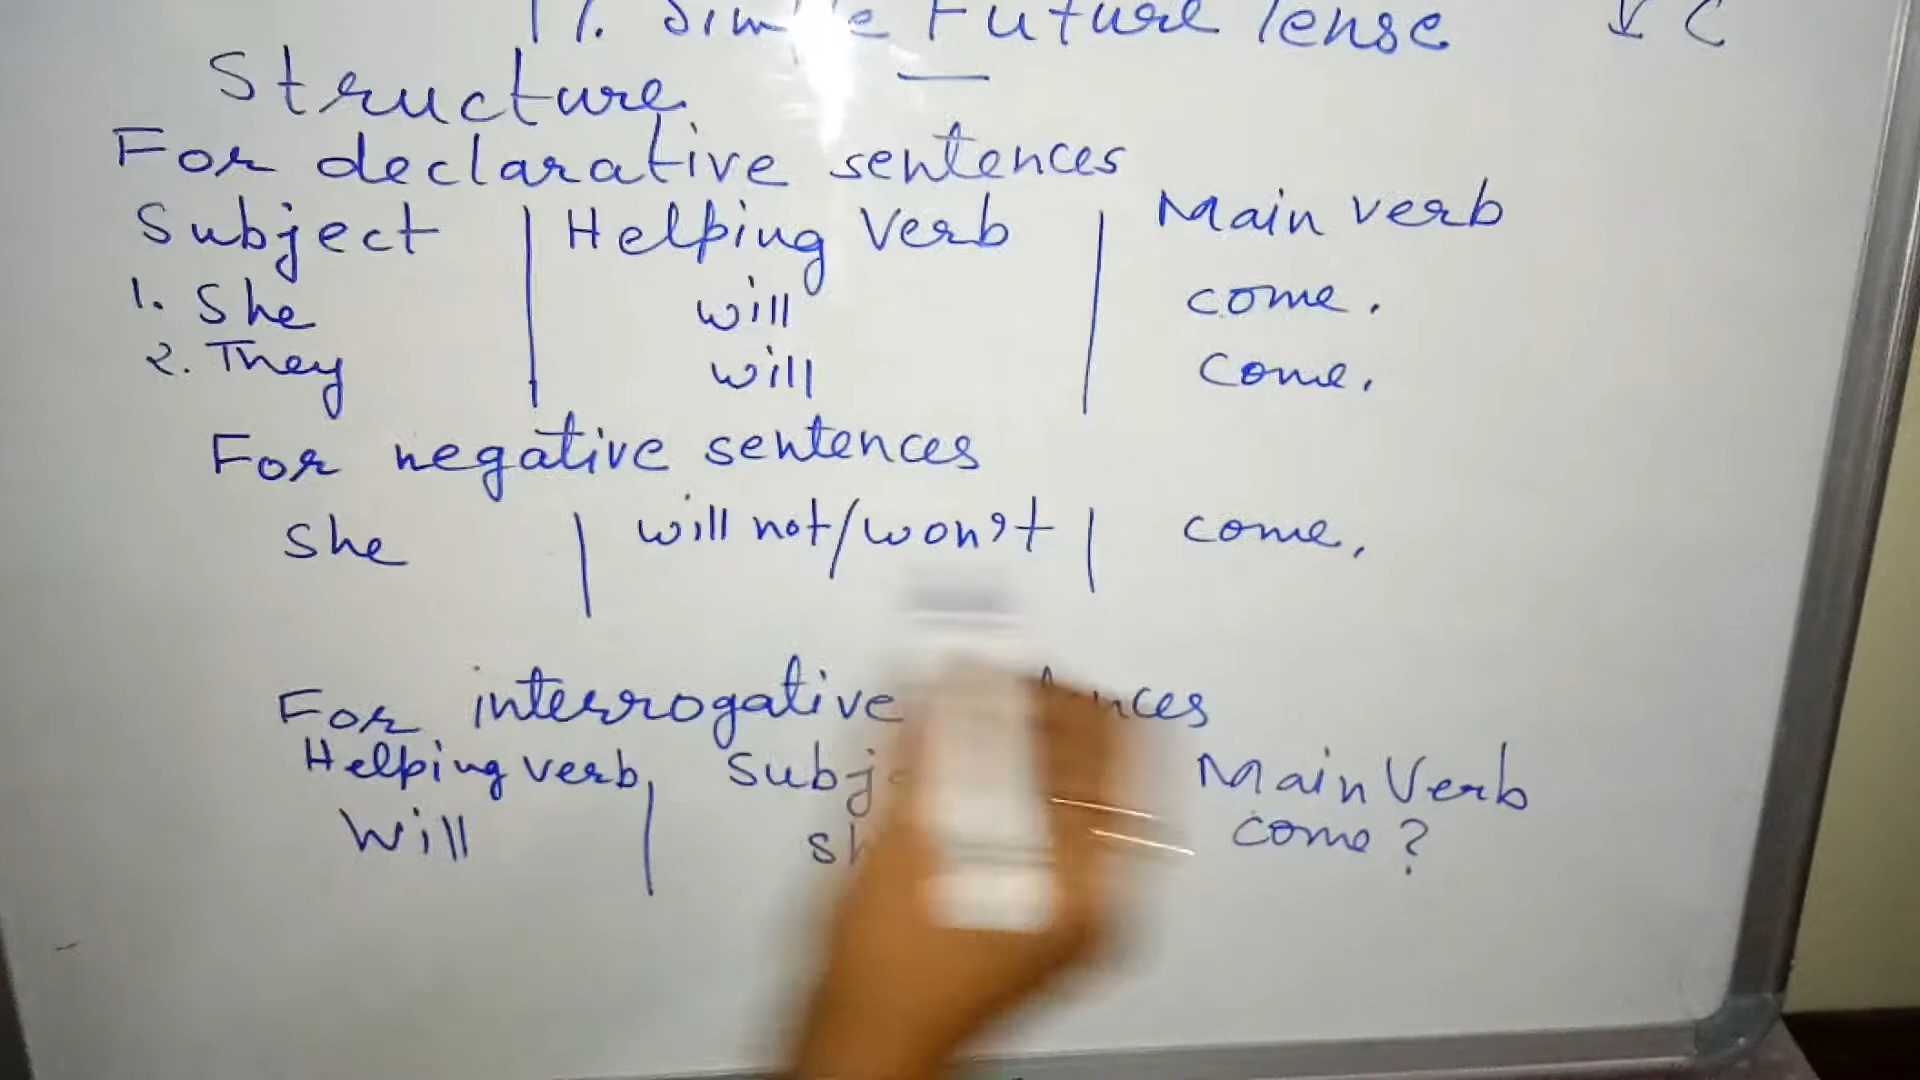 Future Tense
Structure
For declarative sentences
Subject | Helping Verb | Main verb
1. She will come.
2. They will come.
For negative sentences
She | will not/won't | come.
For interrogative
Helping verb Main Verb
Will | come?